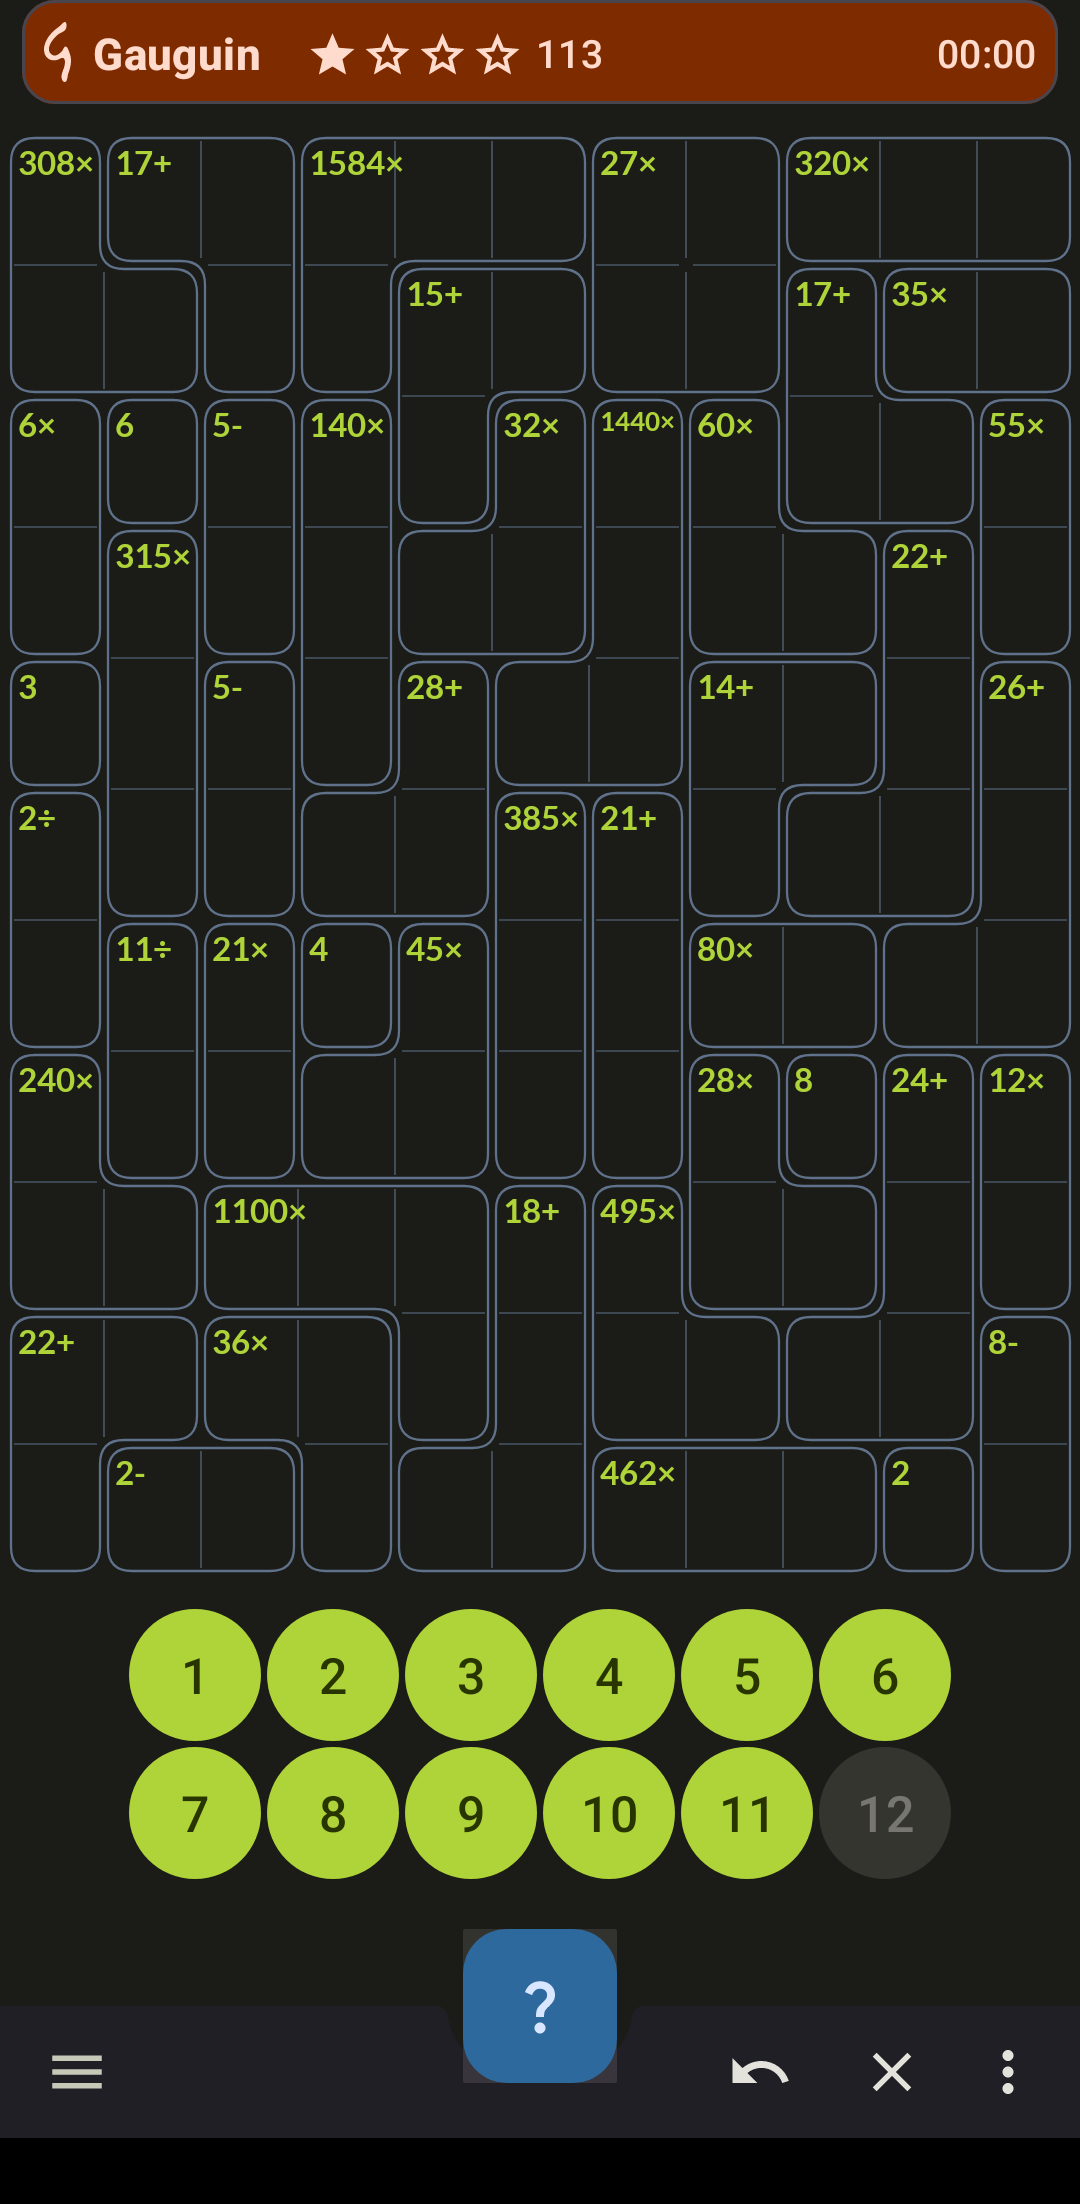 Gauguin 113 00:00
308× 17+ 1584× 27× 320×
15+ 17+ 35×
6× 6 5- 140× 32× 1440× 60× 55×
315× 22+
3 5- 28+ 14+ 26+
2÷ 385× 21+
11÷ 21× 4 45× 80×
240× 28× 8 24+ 12×
1100× 18+ 495×
22+ 36× 8-
2- 462× 2
1 2 3 4 5 6
7 8 9 10 11 12
?